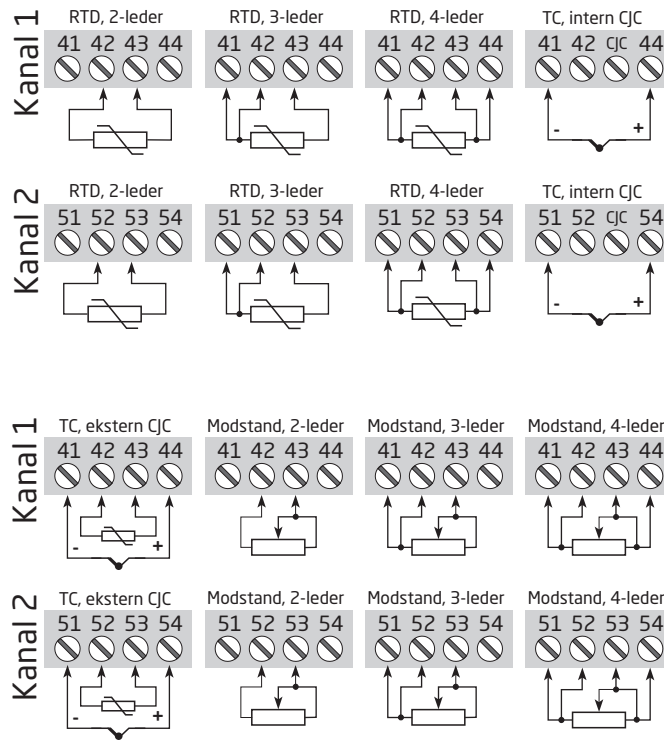 Kanal 1
RTD, 2-leder RTD, 3-leder RTD, 4-leder TC, intern CJC
41 42 43 44 41 42 43 44 41 42 43 44 41 42 CJC 44
- +
Kanal 2
RTD, 2-leder RTD, 3-leder RTD, 4-leder TC, intern CJC
51 52 53 54 51 52 53 54 51 52 53 54 51 52 CJC 54
- +
Kanal 1
TC, ekstern CJC Modstand, 2-leder Modstand, 3-leder Modstand, 4-leder
41 42 43 44 41 42 43 44 41 42 43 44 41 42 43 44
- +
Kanal 2
TC, ekstern CJC Modstand, 2-leder Modstand, 3-leder Modstand, 4-leder
51 52 53 54 51 52 53 54 51 52 53 54 51 52 53 54
- +